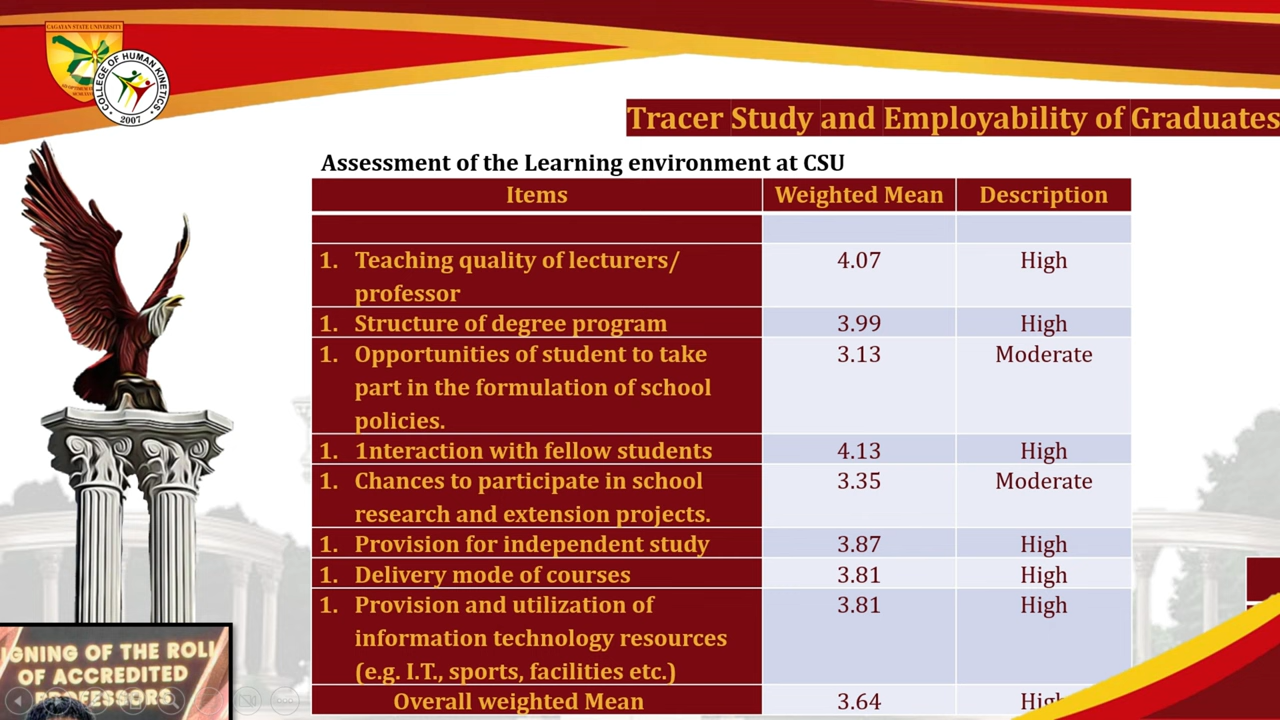 CAGAYAN STATE UNIVERSITY
COLLEGE OF HUMAN KINETICS
2007
Tracer Study and Employability of Graduates
Assessment of the Learning environment at CSU
Items Weighted Mean Description
1. Teaching quality of lecturers/ 4.07 High
professor
1. Structure of degree program 3.99 High
1. Opportunities of student to take 3.13 Moderate
part in the formulation of school
policies.
1. 1nteraction with fellow students 4.13 High
1. Chances to participate in school 3.35 Moderate
research and extension projects.
1. Provision for independent study 3.87 High
1. Delivery mode of courses 3.81 High
1. Provision and utilization of 3.81 High
information technology resources
(e.g. I.T., sports, facilities etc.)
Overall weighted Mean 3.64 High
IGNING OF THE ROLL
OF ACCREDITED
PROFESSORS